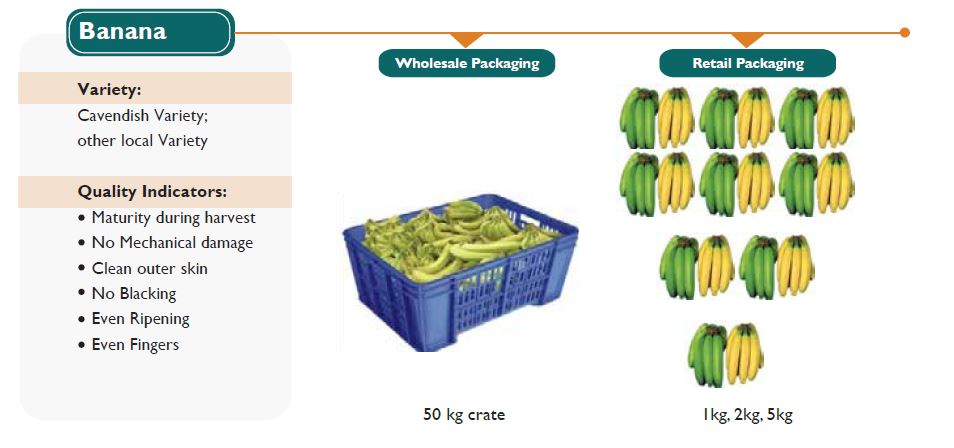 Banana
Wholesale Packaging
Retail Packaging
Variety:
Cavendish Variety;
other local Variety
Quality Indicators:
• Maturity during harvest
• No Mechanical damage
• Clean outer skin
• No Blacking
• Even Ripening
• Even Fingers
50 kg crate
1kg, 2kg, 5kg